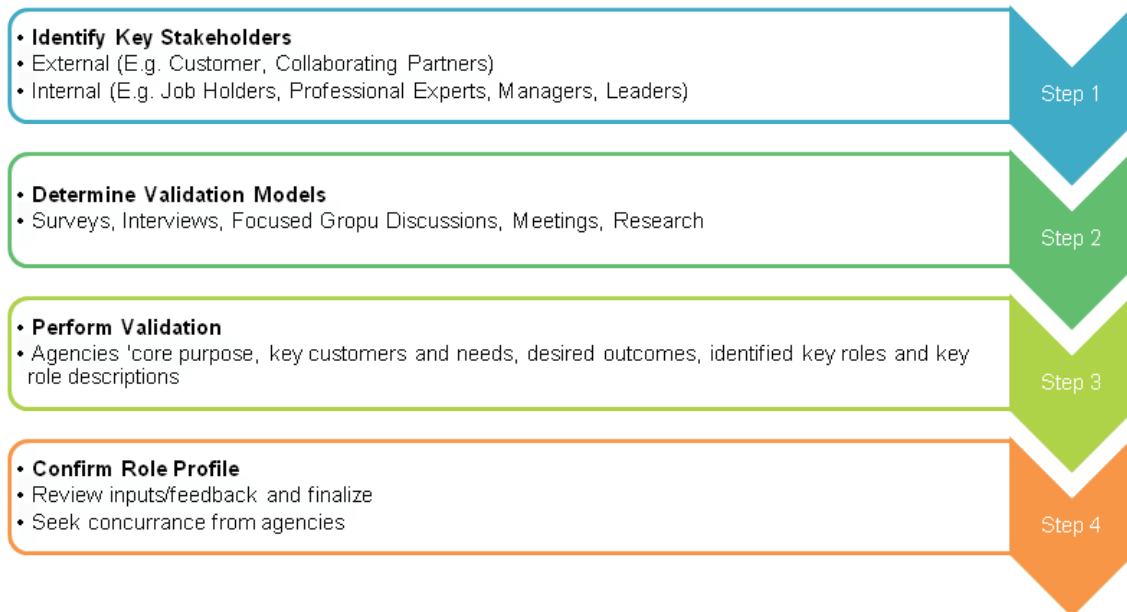 • Identify Key Stakeholders
• External (E.g. Customer, Collaborating Partners)
• Internal (E.g. Job Holders, Professional Experts, Managers, Leaders)
Step 1
• Determine Validation Models
• Surveys, Interviews, Focused Gropu Discussions, Meetings, Research
Step 2
• Perform Validation
• Agencies 'core purpose, key customers and needs, desired outcomes, identified key roles and key
role descriptions
Step 3
• Confirm Role Profile
• Review inputs/feedback and finalize
• Seek concurrance from agencies
Step 4